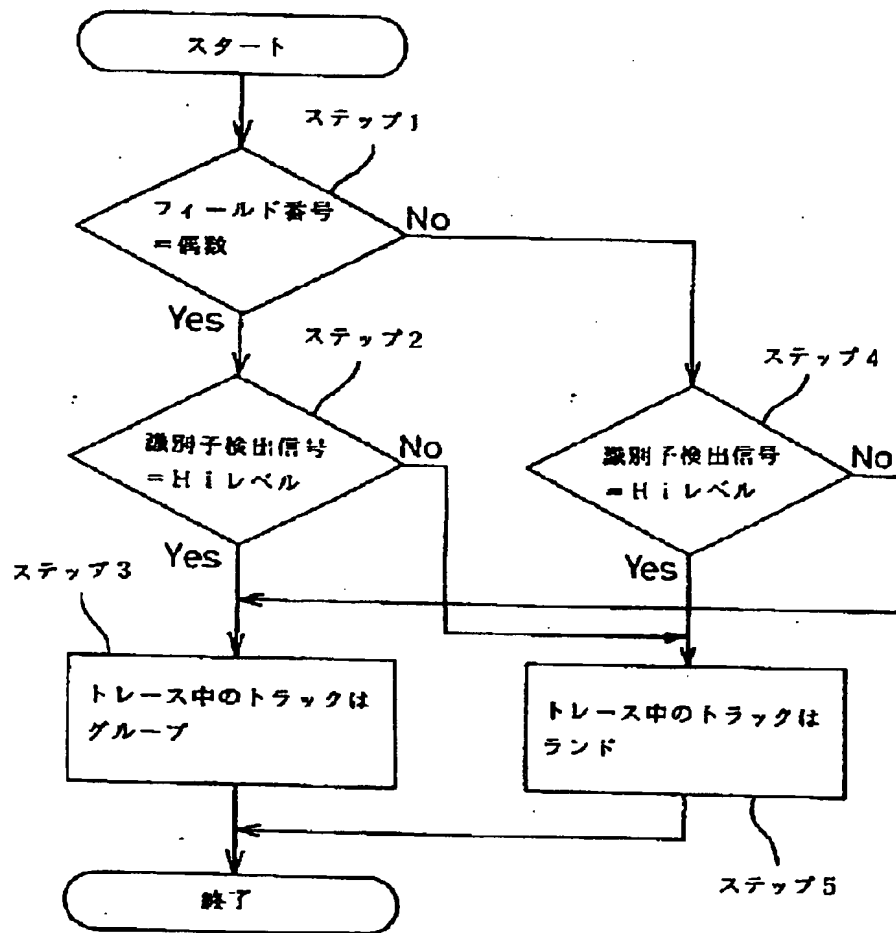 スタート
ステップ1
フィールド番号
=偶数
No
Yes
ステップ2
識別子検出信号
=Hiレベル
No
Yes
ステップ4
識別子検出信号
=Hiレベル
No
Yes
ステップ3
トレース中のトラックは
グループ
トレース中のトラックは
ランド
ステップ5
終了